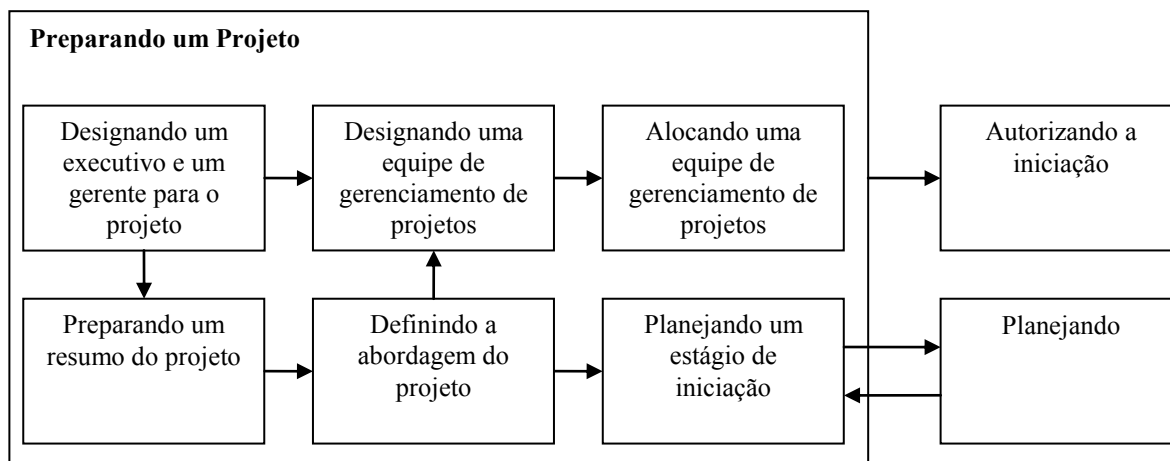 Preparando um Projeto
Designando um
executivo e um
gerente para o
projeto
Designando uma
equipe de
gerenciamento de
projetos
Alocando uma
equipe de
gerenciamento de
projetos
Autorizando a
iniciação
Preparando um
resumo do projeto
Definindo a
abordagem do
projeto
Planejando um
estágio de
iniciação
Planejando